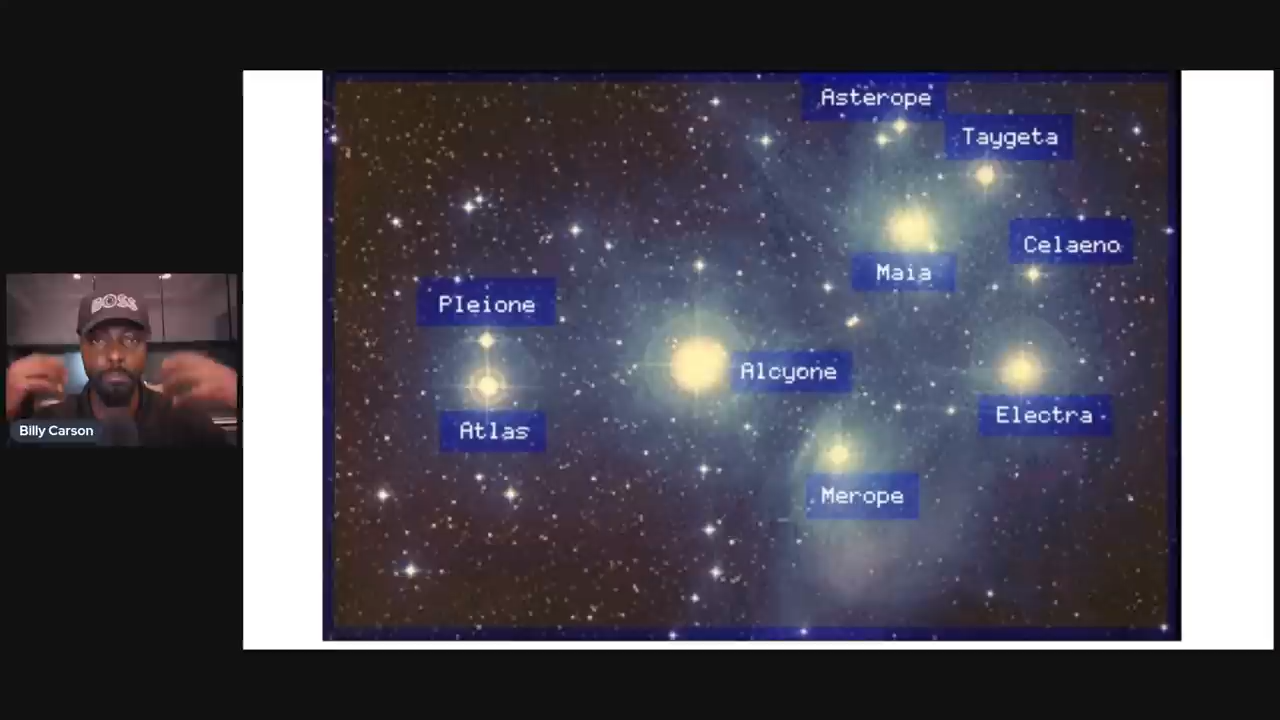 Asterope
Taygeta
Celaeno
Maia
Pleione
Alcyone
Electra
Atlas
Merope
BOSS
Billy Carson